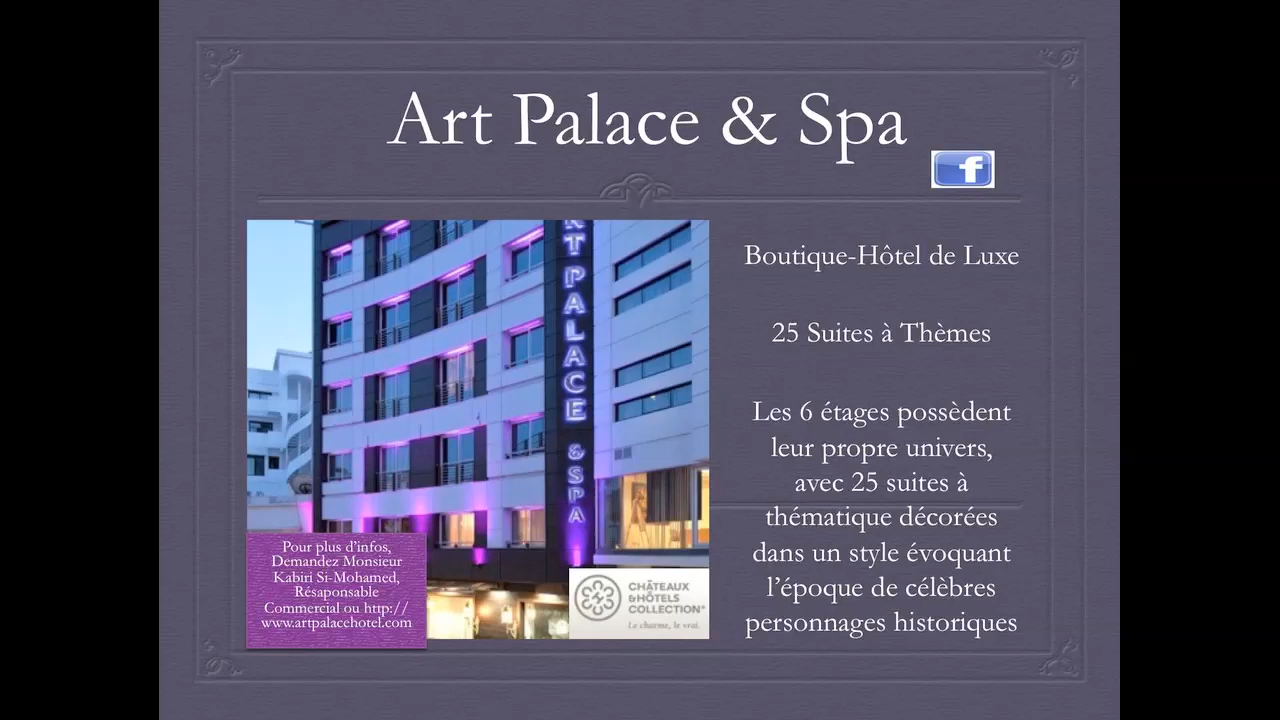 Art Palace & Spa
f
Boutique-Hôtel de Luxe
25 Suites à Thèmes
Les 6 étages possèdent
leur propre univers,
avec 25 suites à
thématique décorées
dans un style évoquant
l’époque de célèbres
personnages historiques
RT PALACE & SPA
Pour plus d’infos,
Demandez Monsieur
Kabiri Si-Mohamed,
Résaponsable
Commercial ou http://
www.artpalacehotel.com
CHÂTEAUX
&HÔTELS
COLLECTION®
Le charme, le vrai.